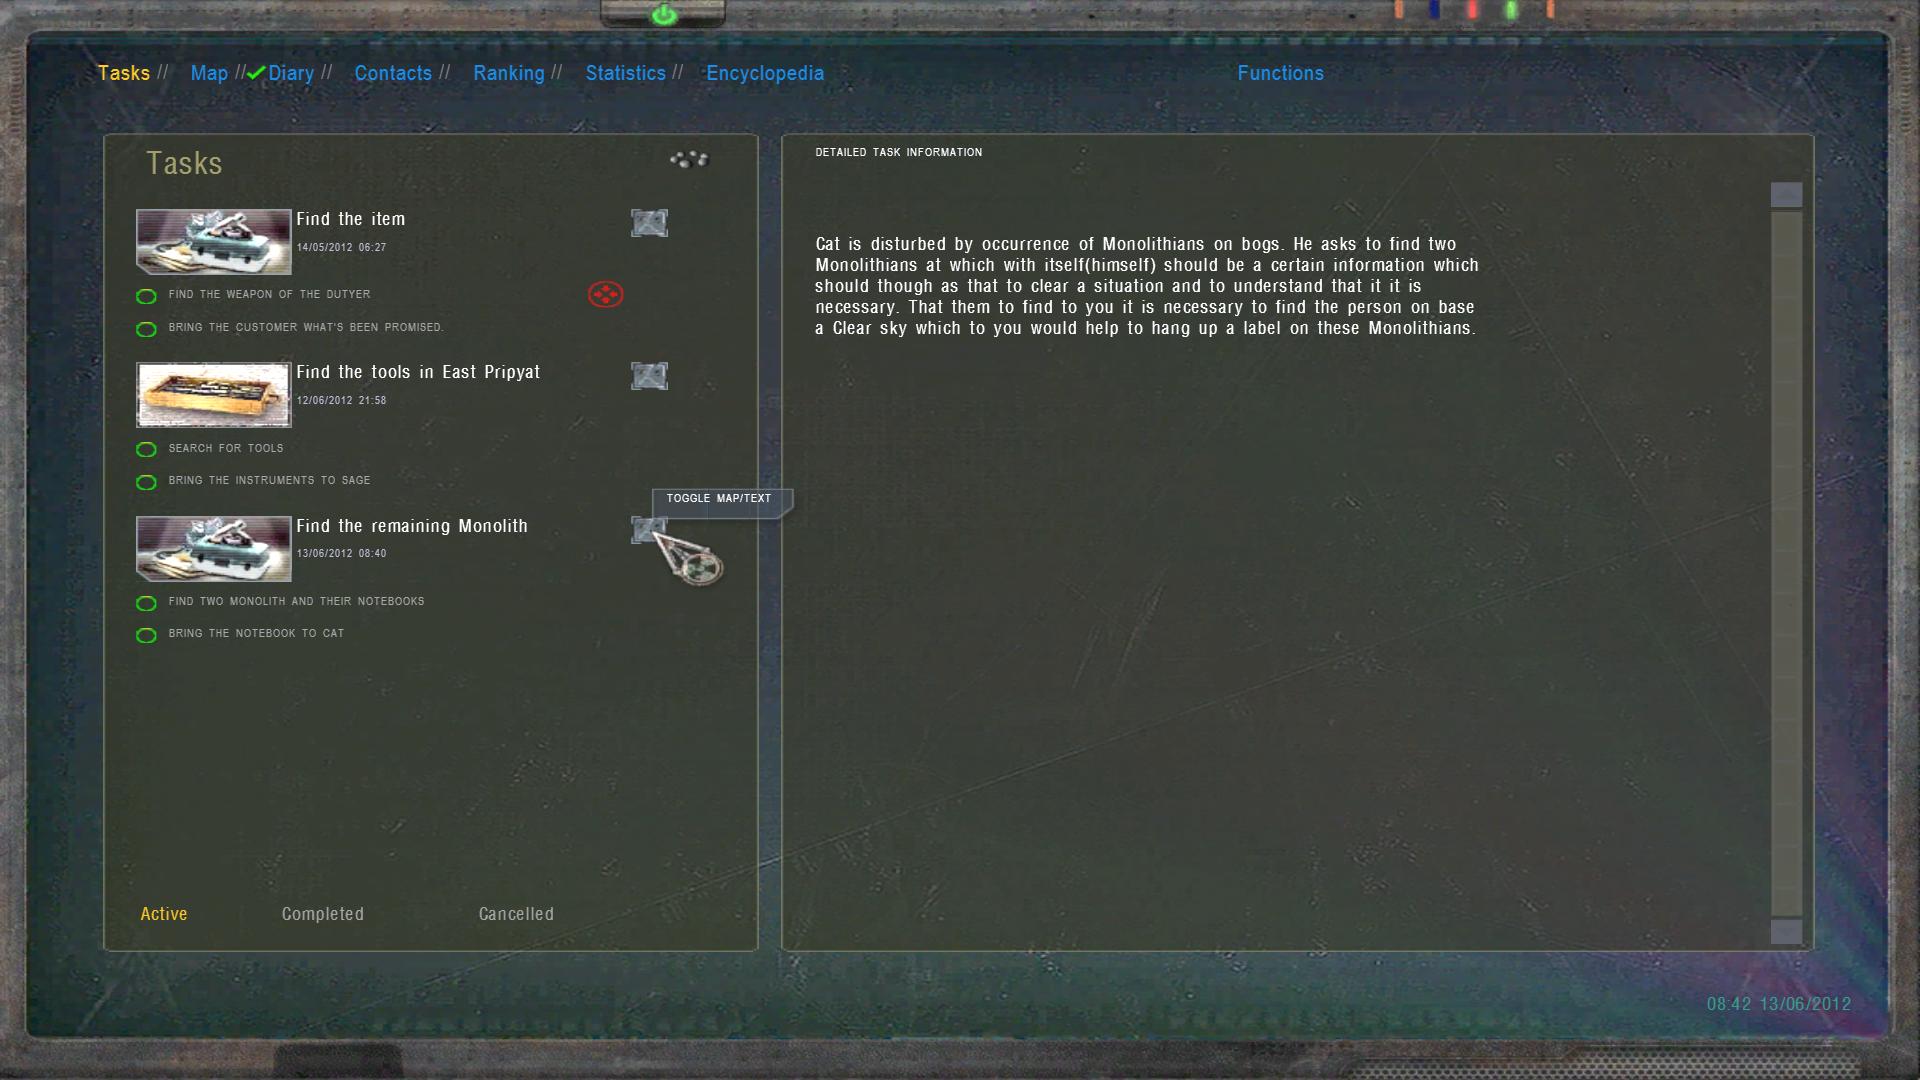 Tasks // Map // Diary // Contacts // Ranking // Statistics // Encyclopedia Functions
Tasks
Find the item
14/05/2012 06:27
FIND THE WEAPON OF THE DUTYER
BRING THE CUSTOMER WHAT'S BEEN PROMISED.
Find the tools in East Pripyat
12/06/2012 21:58
SEARCH FOR TOOLS
BRING THE INSTRUMENTS TO SAGE
TOGGLE MAP/TEXT
Find the remaining Monolith
13/06/2012 08:40
FIND TWO MONOLITH AND THEIR NOTEBOOKS
BRING THE NOTEBOOK TO CAT
Active Completed Cancelled
DETAILED TASK INFORMATION
Cat is disturbed by occurrence of Monolithians on bogs. He asks to find two
Monolithians at which with itself(himself) should be a certain information which
should though as that to clear a situation and to understand that it it is
necessary. That them to find to you it is necessary to find the person on base
a Clear sky which to you would help to hang up a label on these Monolithians.
08:42 13/06/2012